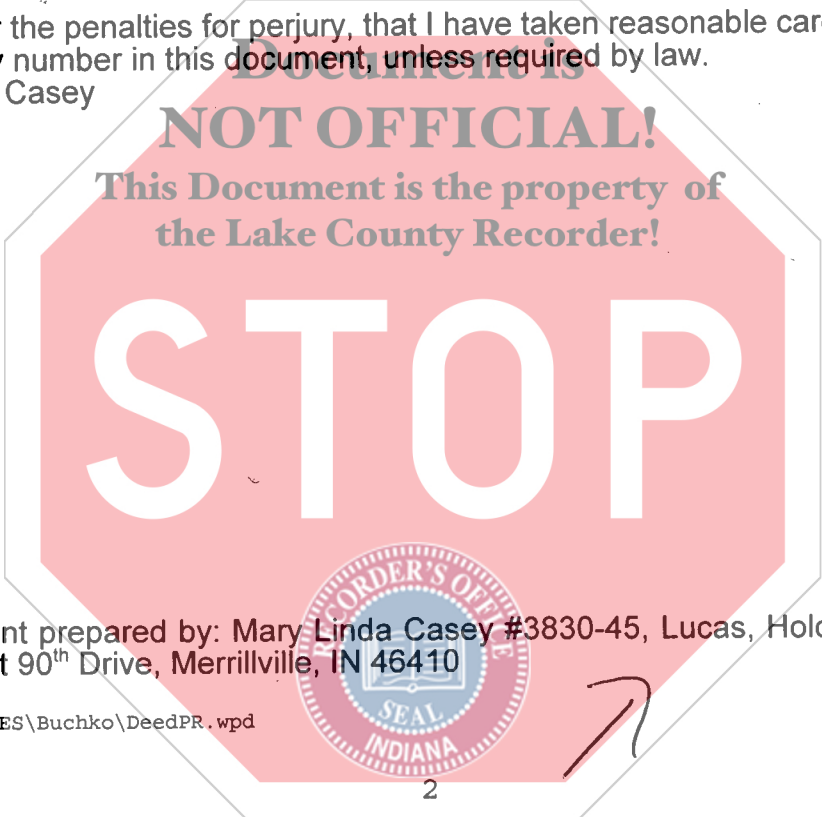 r the penalties for perjury, that I have taken reasonable car
y number in this document, unless required by law.
Casey
Document is
NOT OFFICIAL!
This Document is the property of
the Lake County Recorder!
STOP
RECORDER'S OFFICE
SEAL
INDIANA
nt prepared by: Mary Linda Casey #3830-45, Lucas, Holc
t 90th Drive, Merrillville, IN 46410
ES\Buchko\DeedPR.wpd
2